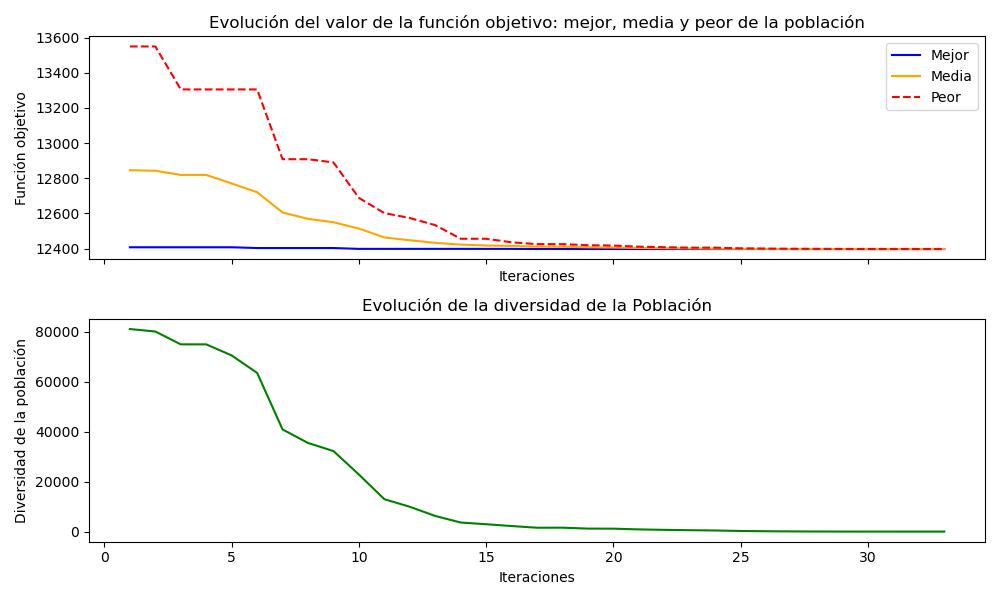 Evolución del valor de la función objetivo: mejor, media y peor de la población
13600
13400
13200
13000
12800
12600
12400
Función objetivo
Mejor
Media
Peor
Iteraciones
Evolución de la diversidad de la Población
80000
60000
40000
20000
0
Diversidad de la población
0 5 10 15 20 25 30
Iteraciones